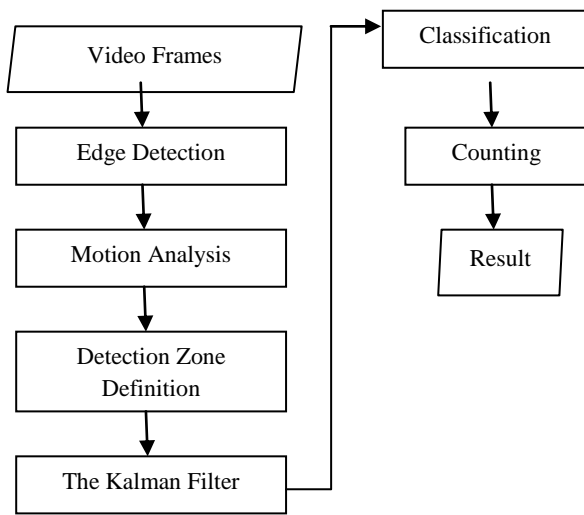 Video Frames
Edge Detection
Motion Analysis
Detection Zone
Definition
The Kalman Filter
Classification
Counting
Result